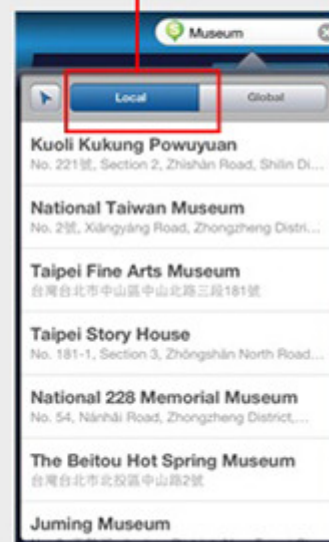 Museum
Local
Global
Kuoli Kukung Powuyuan
No. 221號, Section 2, Zhishàn Road, Shilin Di...
National Taiwan Museum
No. 2號, Xiāngyáng Road, Zhongzheng Distri...
Taipei Fine Arts Museum
台灣台北市中山區中山北路三段181號
Taipei Story House
No. 181-1, Section 3, Zhōngshān North Road...
National 228 Memorial Museum
No. 54, Nánhǎi Road, Zhongzheng District,...
The Beitou Hot Spring Museum
台灣台北市北投區中山路2號
Juming Museum